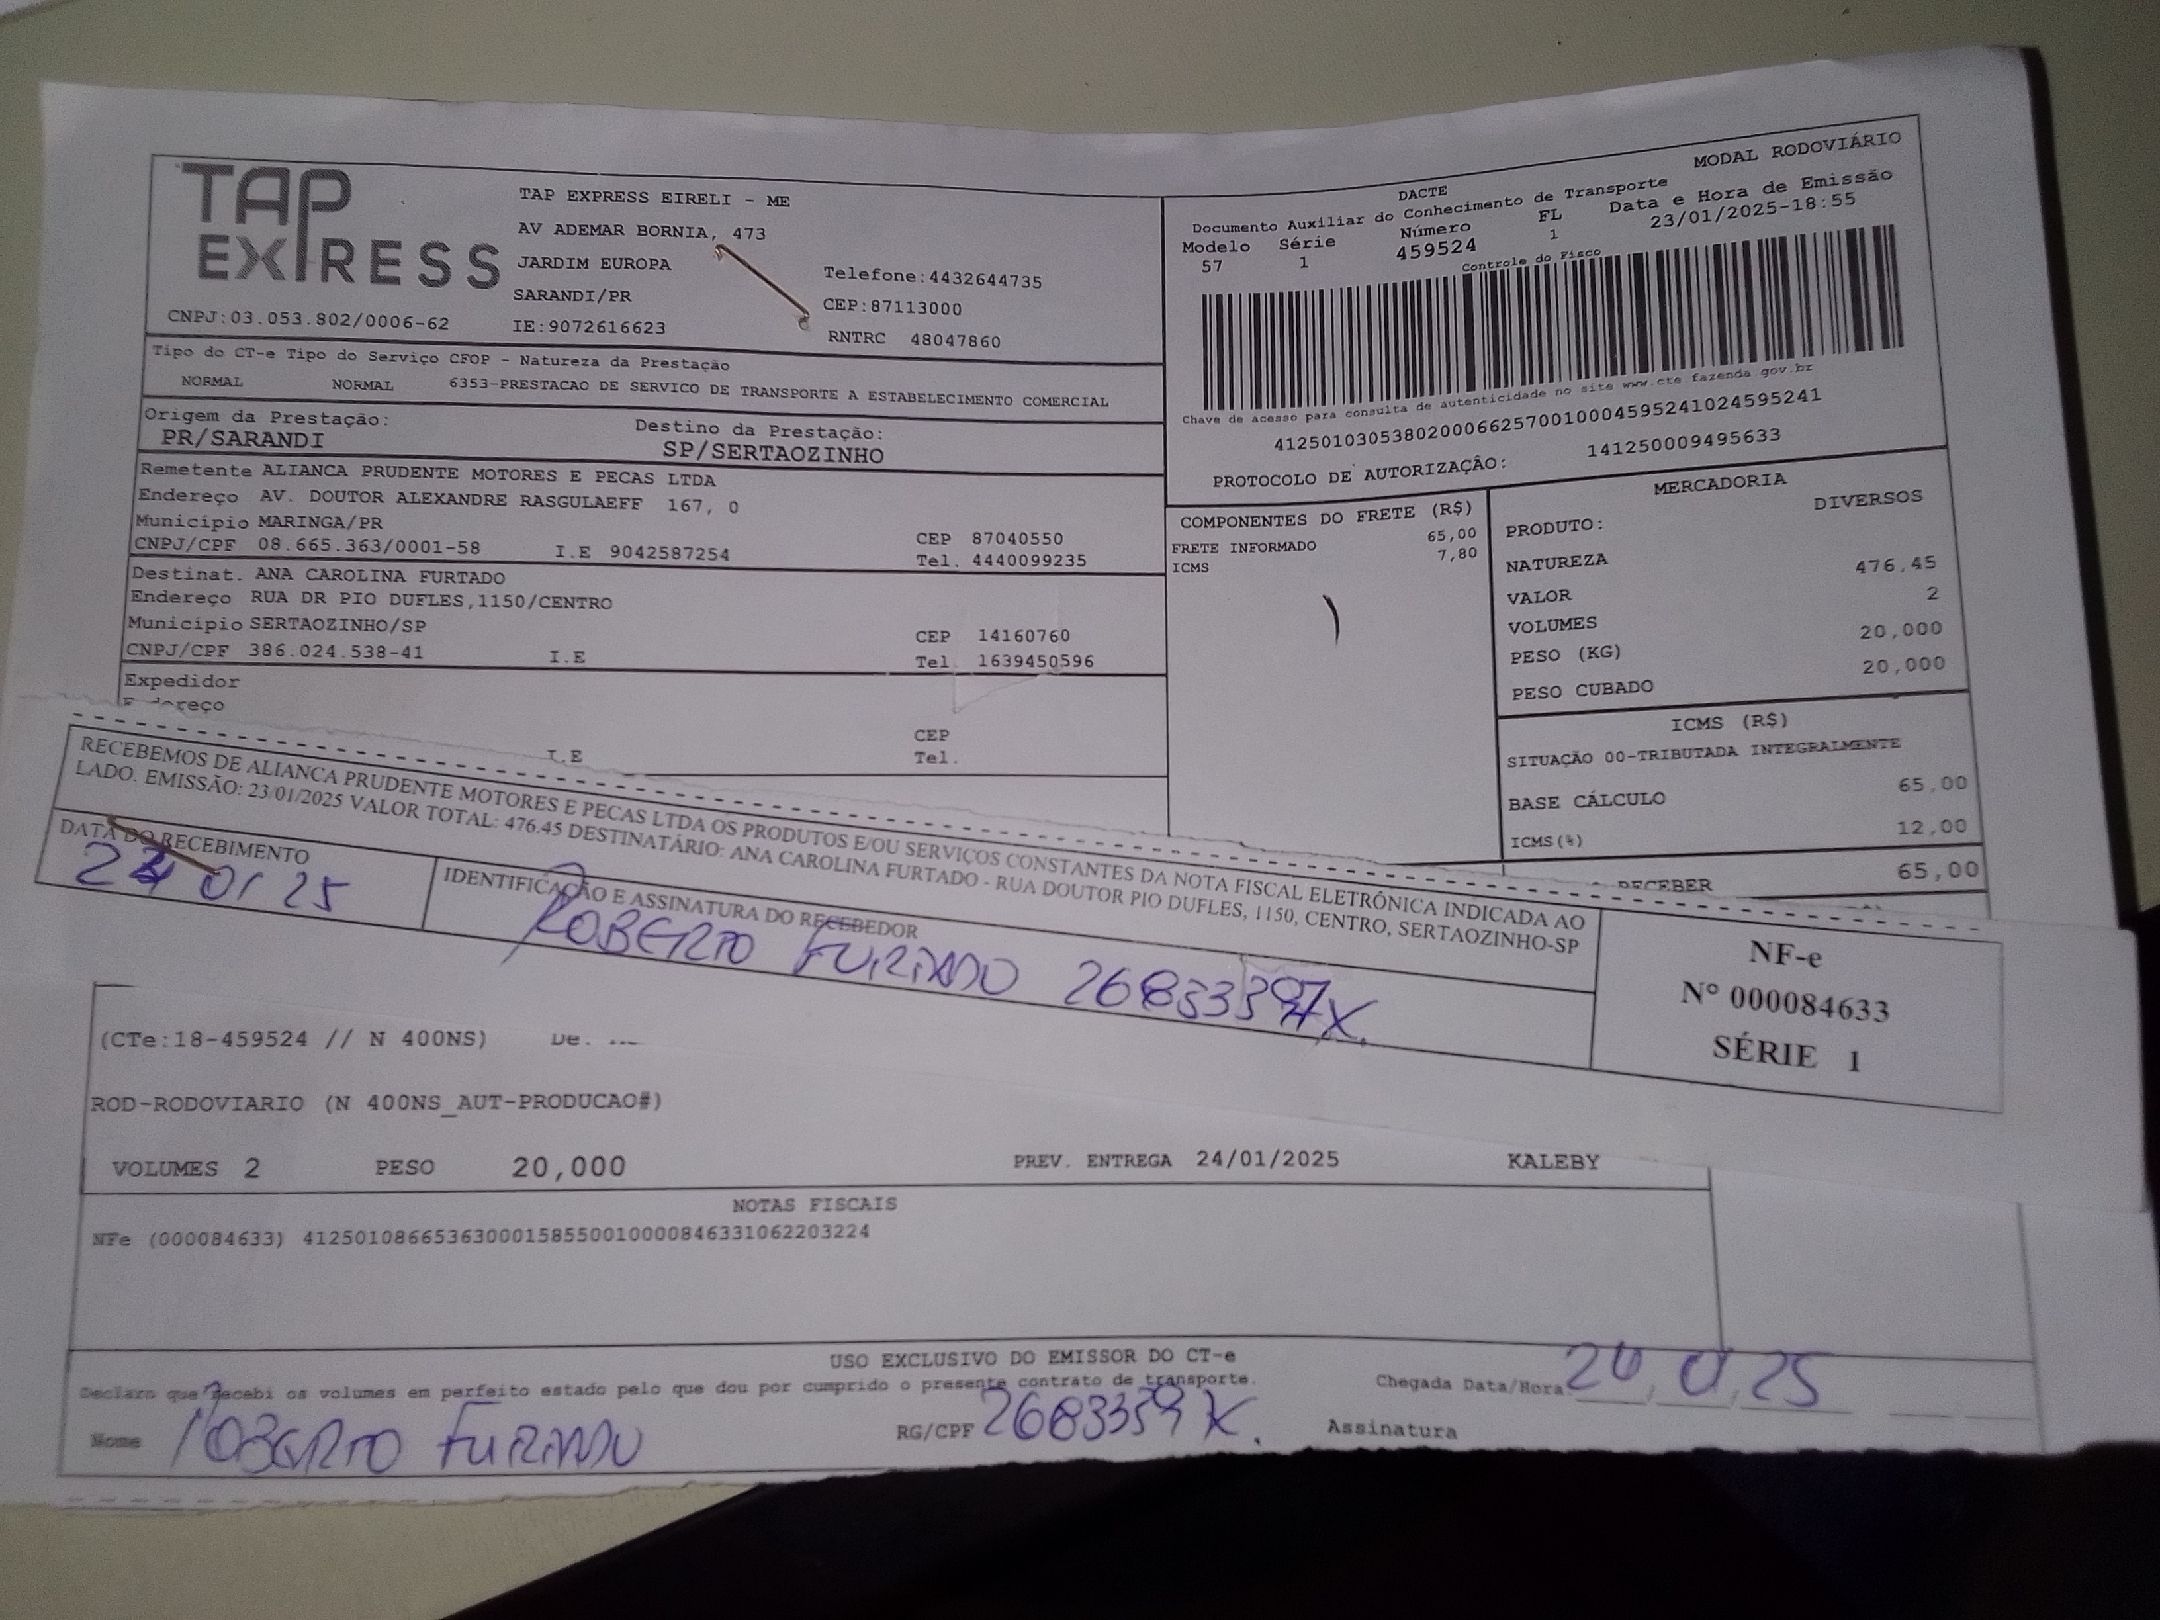 TAP EXPRESS
TAP EXPRESS EIRELI - ME
AV ADEMAR BORNIA, 473
JARDIM EUROPA
Telefone:4432644735
SARANDI/PR
CEP:87113000
CNPJ:03.053.802/0006-62
IE:9072616623
RNTRC 48047860
Tipo do CT-e Tipo do Serviço CFOP - Natureza da Prestação
NORMAL NORMAL 6353-PRESTACAO DE SERVICO DE TRANSPORTE A ESTABELECIMENTO COMERCIAL
Origem da Prestação: Destino da Prestação:
PR/SARANDI SP/SERTAOZINHO
Remetente ALIANCA PRUDENTE MOTORES E PECAS LTDA
Endereço AV. DOUTOR ALEXANDRE RASGULAEFF 167, 0
Município MARINGA/PR CEP 87040550
CNPJ/CPF 08.665.363/0001-58 I.E 9042587254 Tel. 4440099235
Destinat. ANA CAROLINA FURTADO
Endereço RUA DR PIO DUFLES,1150/CENTRO
Município SERTAOZINHO/SP CEP 14160760
CNPJ/CPF 386.024.538-41 I.E Tel 1639450596
Expedidor
CEP
I.E Tel.
DACTE MODAL RODOVIÁRIO
Documento Auxiliar do Conhecimento de Transporte
Modelo Série Número FL Data e Hora de Emissão
57 1 459524 1 23/01/2025-18:55
Controle do Fisco
Chave de acesso para consulta de autenticidade no site www.cte.fazenda.gov.br
41250103053802000662570010004595241024595241
PROTOCOLO DE AUTORIZAÇÃO: 141250009495633
COMPONENTES DO FRETE (R$)
FRETE INFORMADO 65,00
ICMS 7,80
MERCADORIA
PRODUTO: DIVERSOS
NATUREZA
VALOR 476,45
VOLUMES 2
PESO (KG) 20,000
PESO CUBADO 20,000
ICMS (R$)
SITUAÇÃO 00-TRIBUTADA INTEGRALMENTE
BASE CÁLCULO 65,00
ICMS(%) 12,00
RECEBER 65,00
RECEBEMOS DE ALIANCA PRUDENTE MOTORES E PECAS LTDA OS PRODUTOS E/OU SERVIÇOS CONSTANTES DA NOTA FISCAL ELETRÔNICA INDICADA AO
LADO. EMISSÃO: 23/01/2025 VALOR TOTAL: 476.45 DESTINATÁRIO: ANA CAROLINA FURTADO - RUA DOUTOR PIO DUFLES, 1150, CENTRO, SERTAOZINHO-SP
DATA DO RECEBIMENTO
01 25
IDENTIFICAÇÃO E ASSINATURA DO RECEBEDOR
ROBERTO FURTADO 26833397X.
NF-e
Nº 000084633
SÉRIE 1
(CTe:18-459524 // N 400NS)
ROD-RODOVIARIO (N 400NS_AUT-PRODUCAO#)
VOLUMES 2 PESO 20,000 PREV. ENTREGA 24/01/2025 KALEBY
NOTAS FISCAIS
NFe (000084633) 41250108665363000158550010000846331062203224
USO EXCLUSIVO DO EMISSOR DO CT-e
Declaro que recebi os volumes em perfeito estado pelo que dou por cumprido o presente contrato de transporte.
Chegada Data/Hora 24 01 25
Nome ROBERTO FURTADO RG/CPF 26833397X. Assinatura